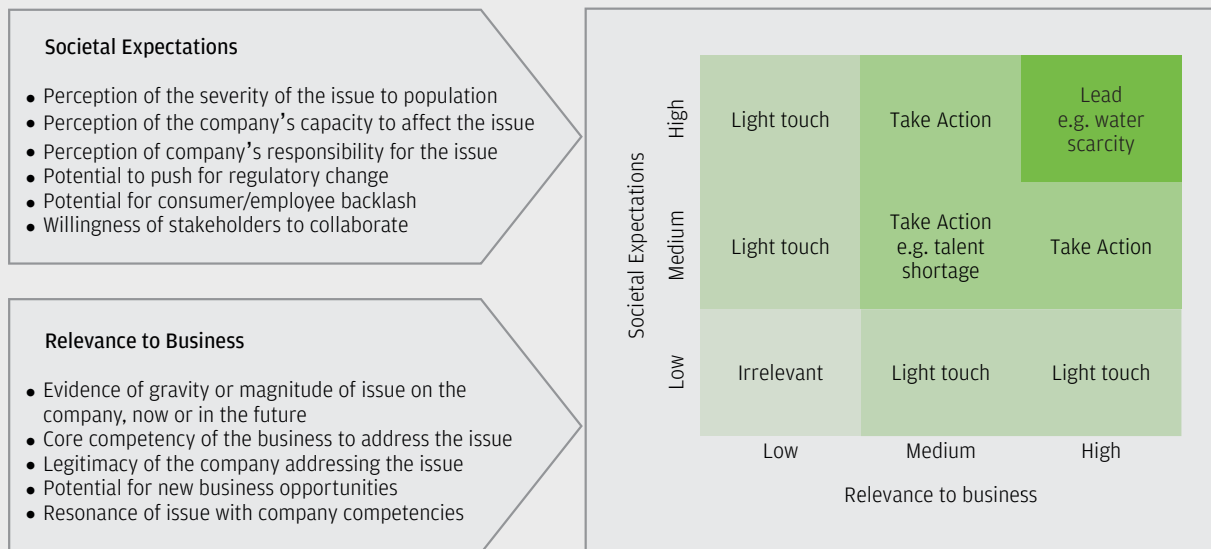 Societal Expectations
• Perception of the severity of the issue to population
• Perception of the company's capacity to affect the issue
• Perception of company's responsibility for the issue
• Potential to push for regulatory change
• Potential for consumer/employee backlash
• Willingness of stakeholders to collaborate
Relevance to Business
• Evidence of gravity or magnitude of issue on the
company, now or in the future
• Core competency of the business to address the issue
• Legitimacy of the company addressing the issue
• Potential for new business opportunities
• Resonance of issue with company competencies
Societal Expectations
High
Light touch
Take Action
Lead
e.g. water
scarcity
Medium
Light touch
Take Action
e.g. talent
shortage
Take Action
Low
Irrelevant
Light touch
Light touch
Low
Medium
High
Relevance to business